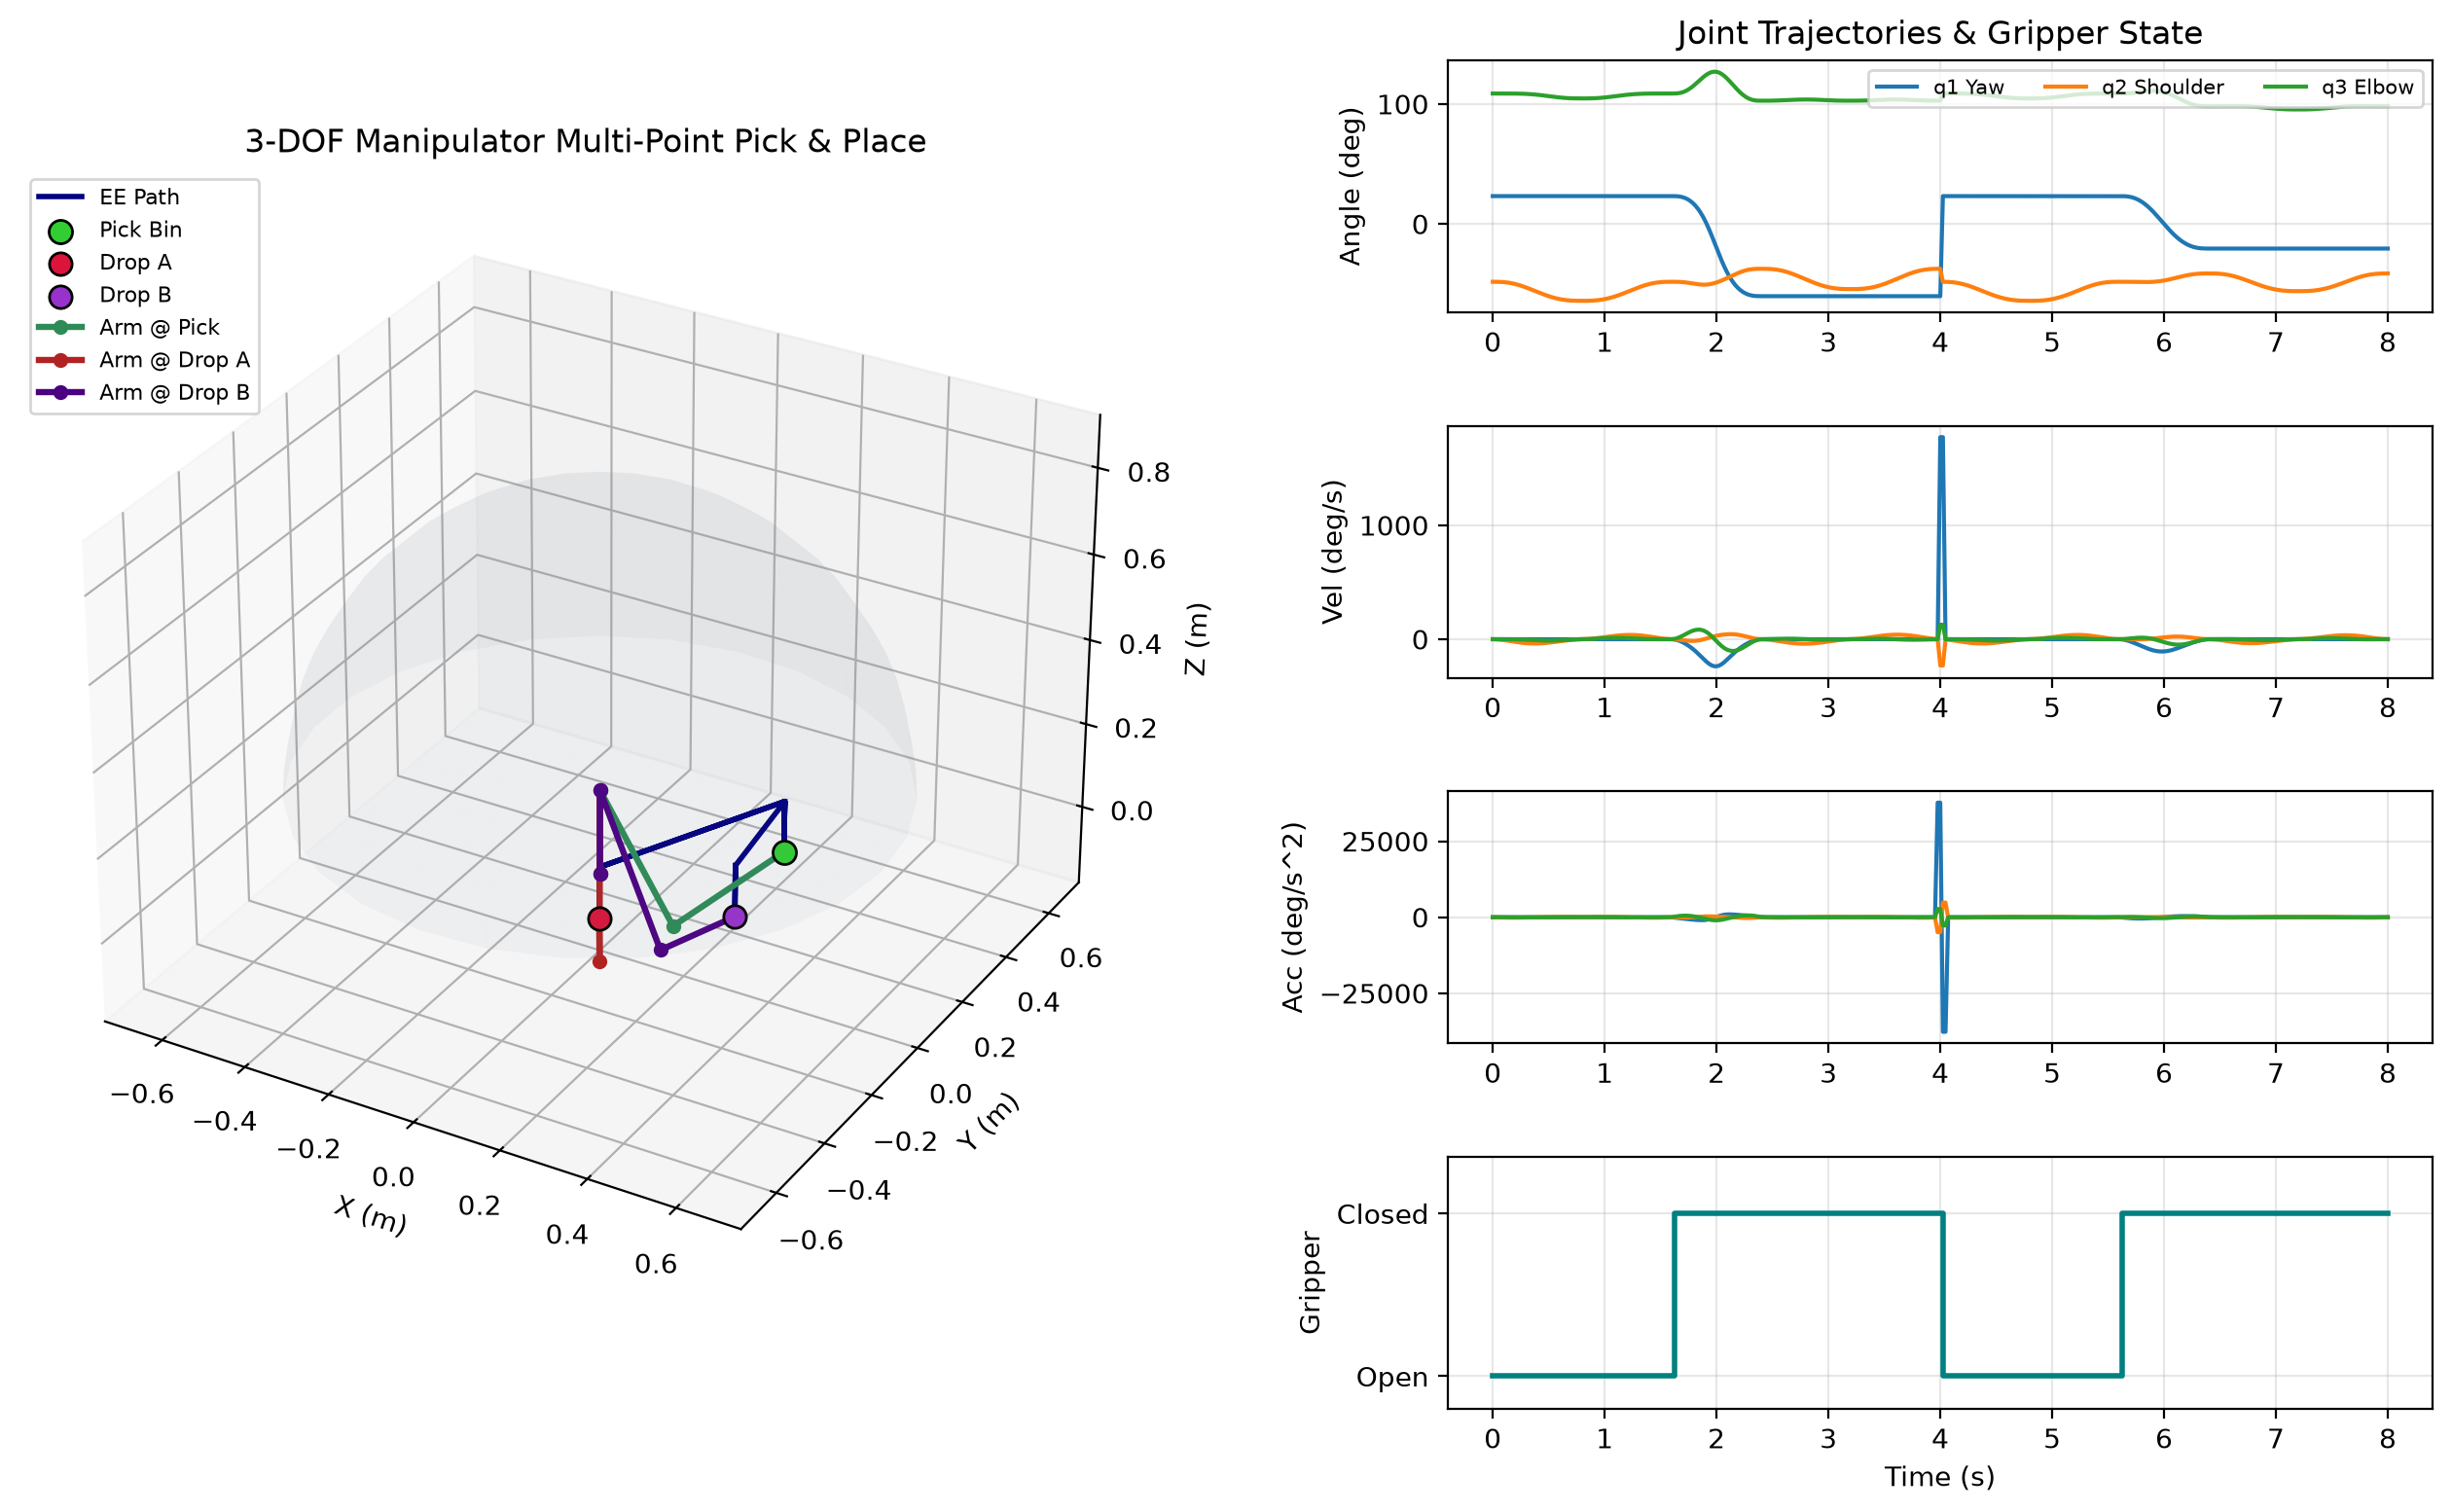 3-DOF Manipulator Multi-Point Pick & Place
EE Path
Pick Bin
Drop A
Drop B
Arm @ Pick
Arm @ Drop A
Arm @ Drop B
0.8
0.6
0.4
0.2
0.0
Z (m)
0.6
0.4
0.2
0.0
−0.2
−0.4
−0.6
Y (m)
−0.6
−0.4
−0.2
0.0
0.2
0.4
0.6
X (m)
Joint Trajectories & Gripper State
q1 Yaw q2 Shoulder q3 Elbow
Angle (deg)
100
0
0 1 2 3 4 5 6 7 8
Vel (deg/s)
1000
0
0 1 2 3 4 5 6 7 8
Acc (deg/s^2)
25000
0
−25000
0 1 2 3 4 5 6 7 8
Gripper
Closed
Open
0 1 2 3 4 5 6 7 8
Time (s)